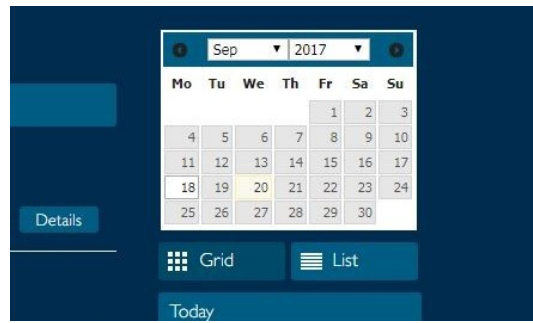 Sep 2017
Mo Tu We Th Fr Sa Su
1 2 3
4 5 6 7 8 9 10
11 12 13 14 15 16 17
18 19 20 21 22 23 24
25 26 27 28 29 30
Details
Grid List
Today